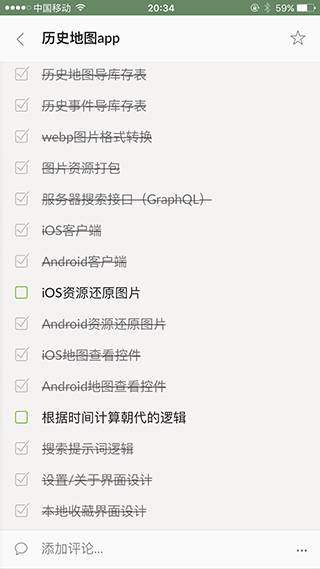 中国移动 20:34 59%
历史地图app
历史地图导库存表
历史事件导库存表
webp图片格式转换
图片资源打包
服务器搜索接口（GraphQL）
iOS客户端
Android客户端
iOS资源还原图片
Android资源还原图片
iOS地图查看控件
Android地图查看控件
根据时间计算朝代的逻辑
搜索提示词逻辑
设置/关于界面设计
本地收藏界面设计
添加评论...